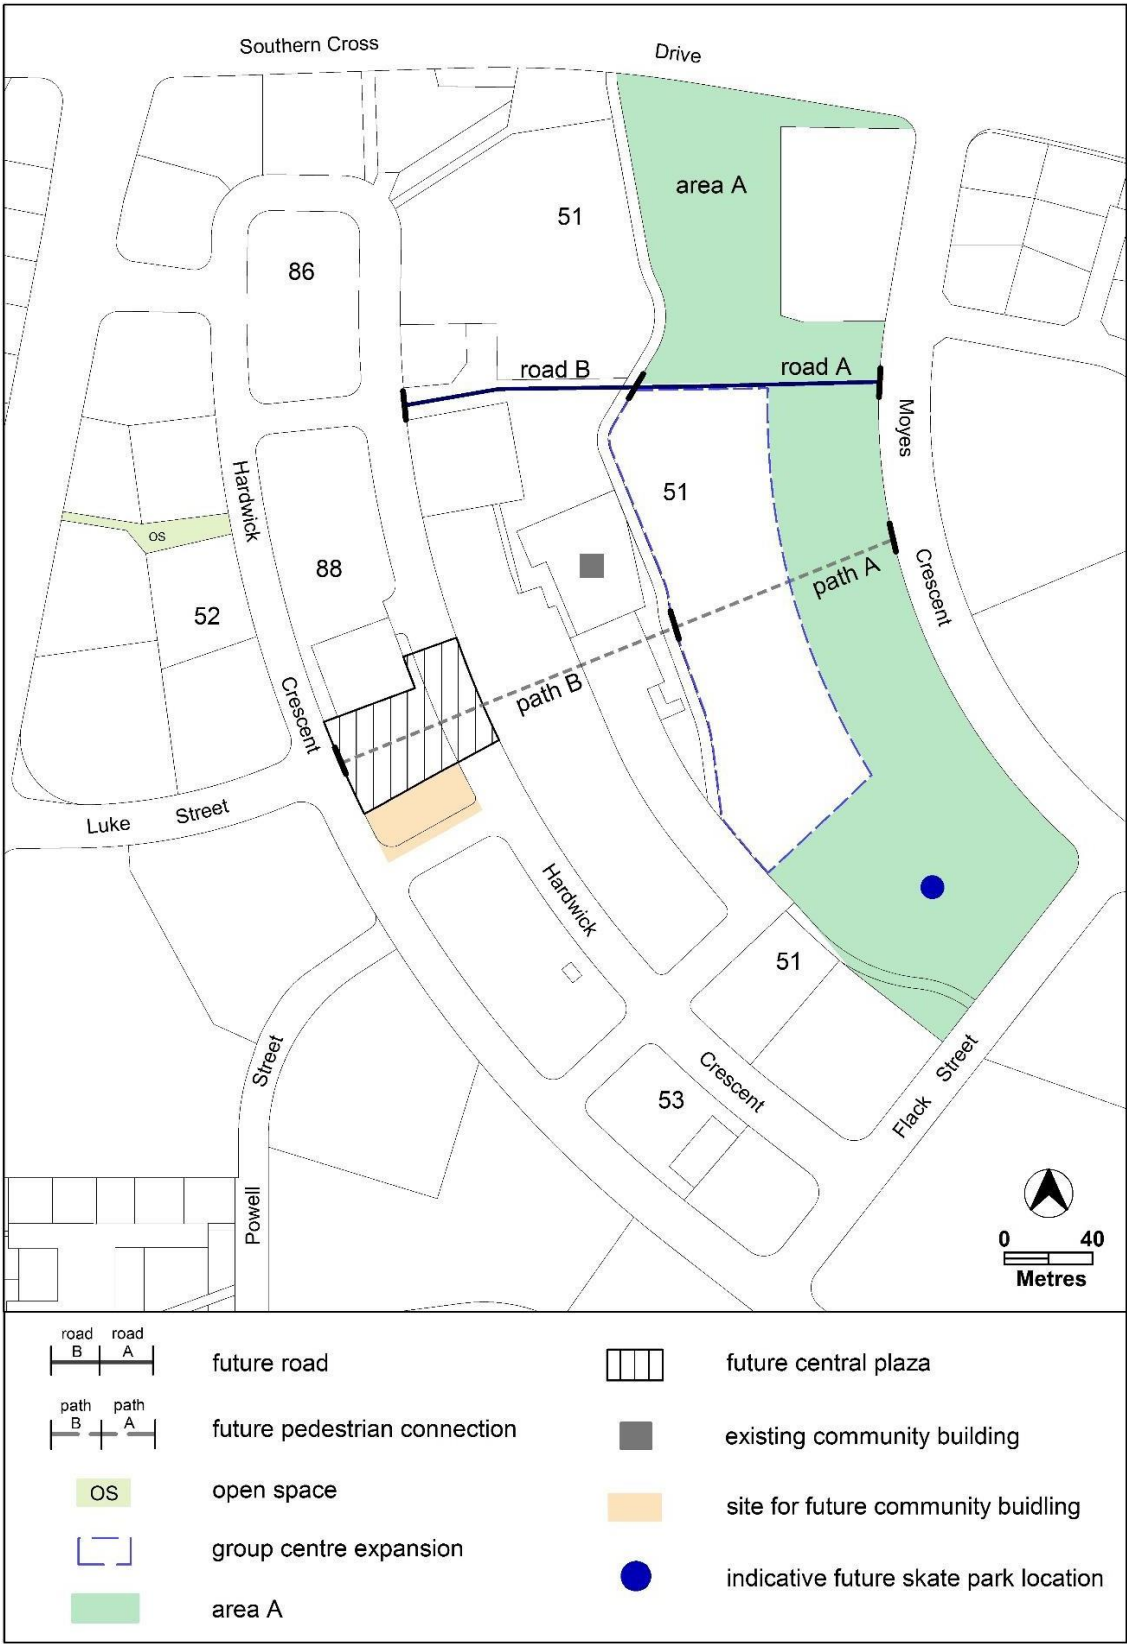 Southern Cross
Drive
area A
51
86
road B
road A
Moyes
Hardwick
51
os
88
path A
Crescent
52
path B
Crescent
Luke
Street
Hardwick
51
Street
Crescent
Street
53
Flack
Powell
0 40
Metres
road road
B A
future road
future central plaza
path path
B A
future pedestrian connection
existing community building
OS
open space
site for future community buidling
group centre expansion
indicative future skate park location
area A